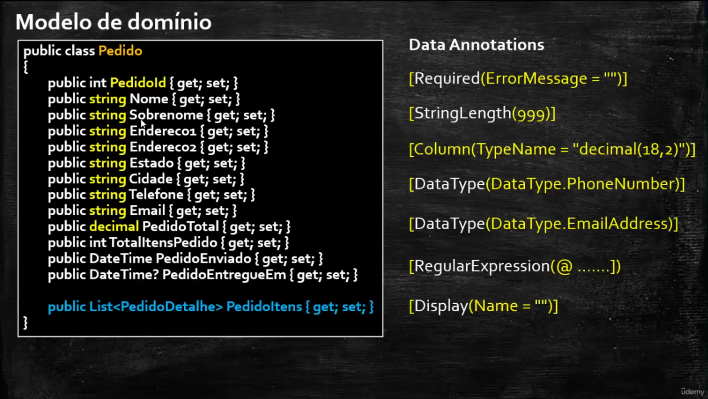 Modelo de domínio
public class Pedido
{
public int PedidoId { get; set; }
public string Nome { get; set; }
public string Sobrenome { get; set; }
public string Endereco1 { get; set; }
public string Endereco2 { get; set; }
public string Estado { get; set; }
public string Cidade { get; set; }
public string Telefone { get; set; }
public string Email { get; set; }
public decimal PedidoTotal { get; set; }
public int TotalItensPedido { get; set; }
public DateTime PedidoEnviado { get; set; }
public DateTime? PedidoEntregueEm { get; set; }
public List<PedidoDetalhe> PedidoItens { get; set; }
}
Data Annotations
[Required(ErrorMessage = "")]
[StringLength(999)]
[Column(TypeName = "decimal(18,2)")]
[DataType(DataType.PhoneNumber)]
[DataType(DataType.EmailAddress)]
[RegularExpression(@ .......])
[Display(Name = "")]
ûdemy